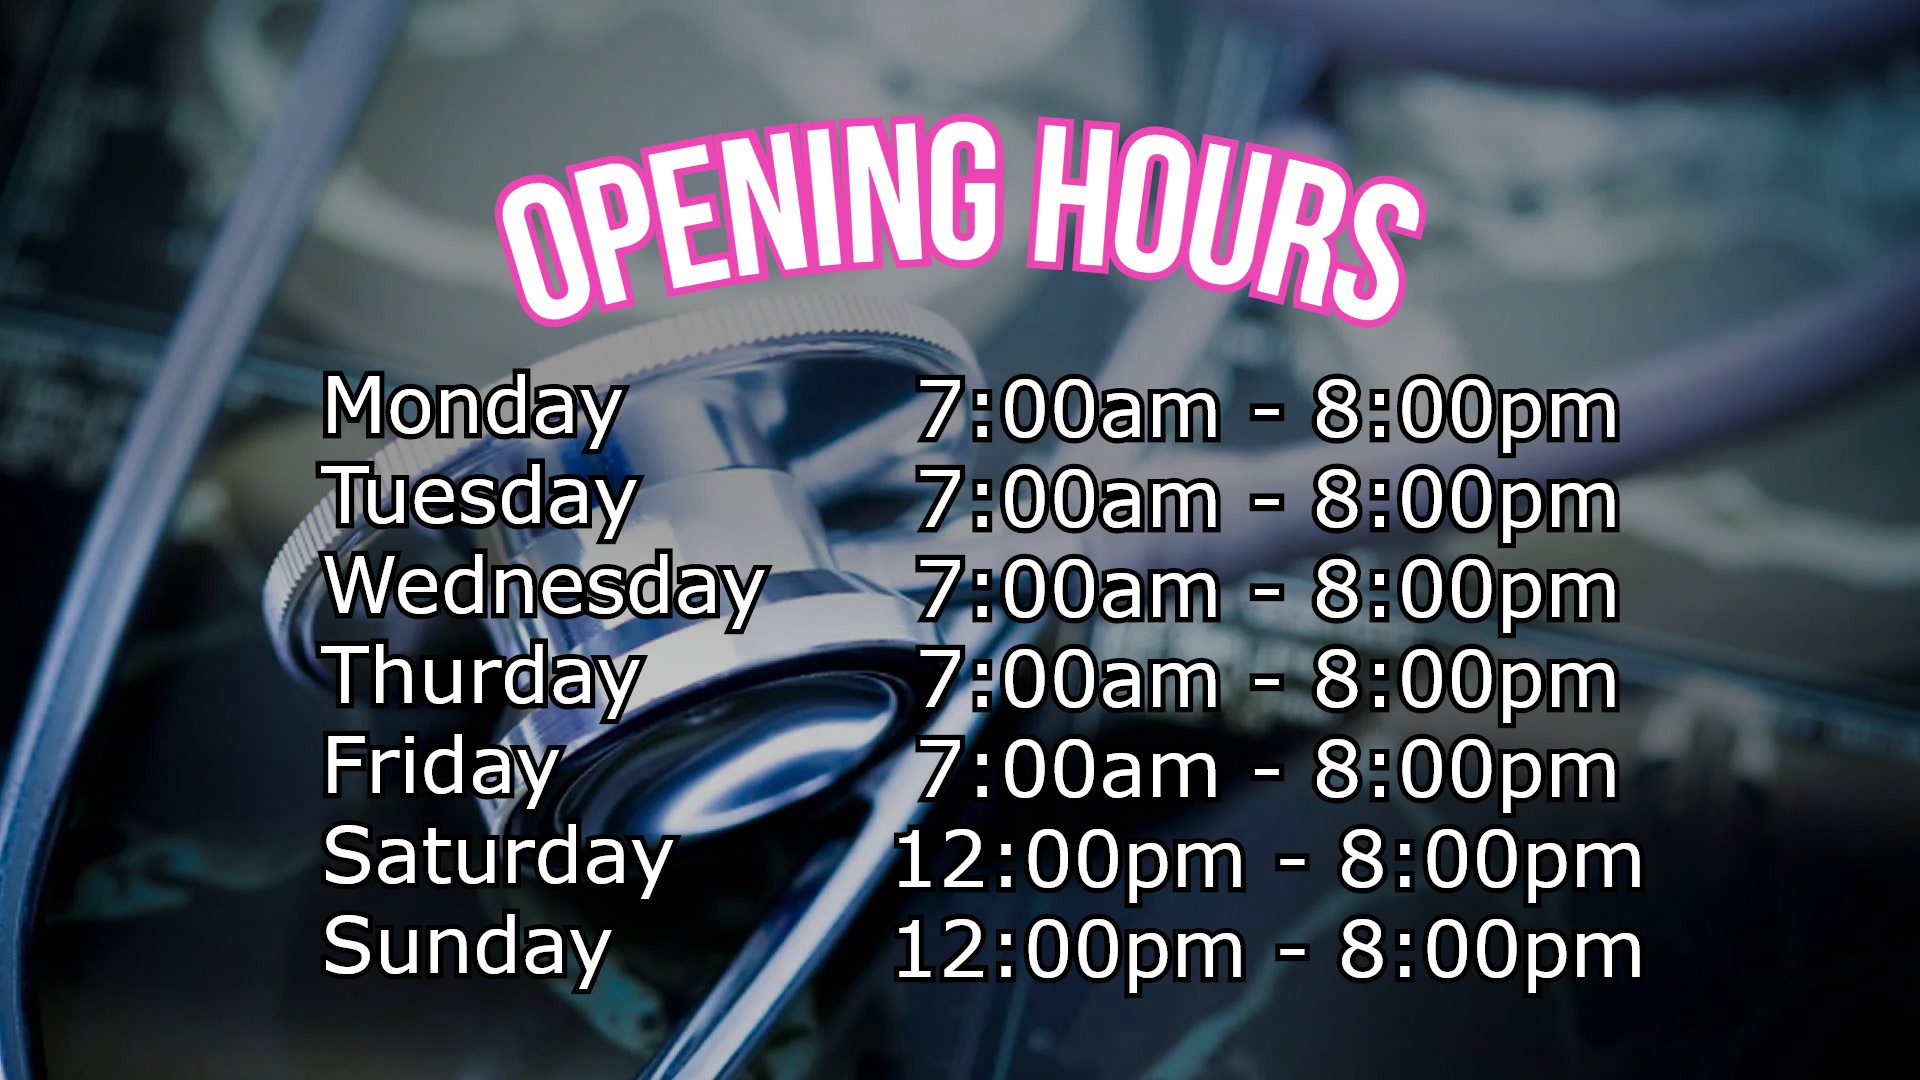 OPENING HOURS
Monday 7:00am - 8:00pm
Tuesday 7:00am - 8:00pm
Wednesday 7:00am - 8:00pm
Thurday 7:00am - 8:00pm
Friday 7:00am - 8:00pm
Saturday 12:00pm - 8:00pm
Sunday 12:00pm - 8:00pm